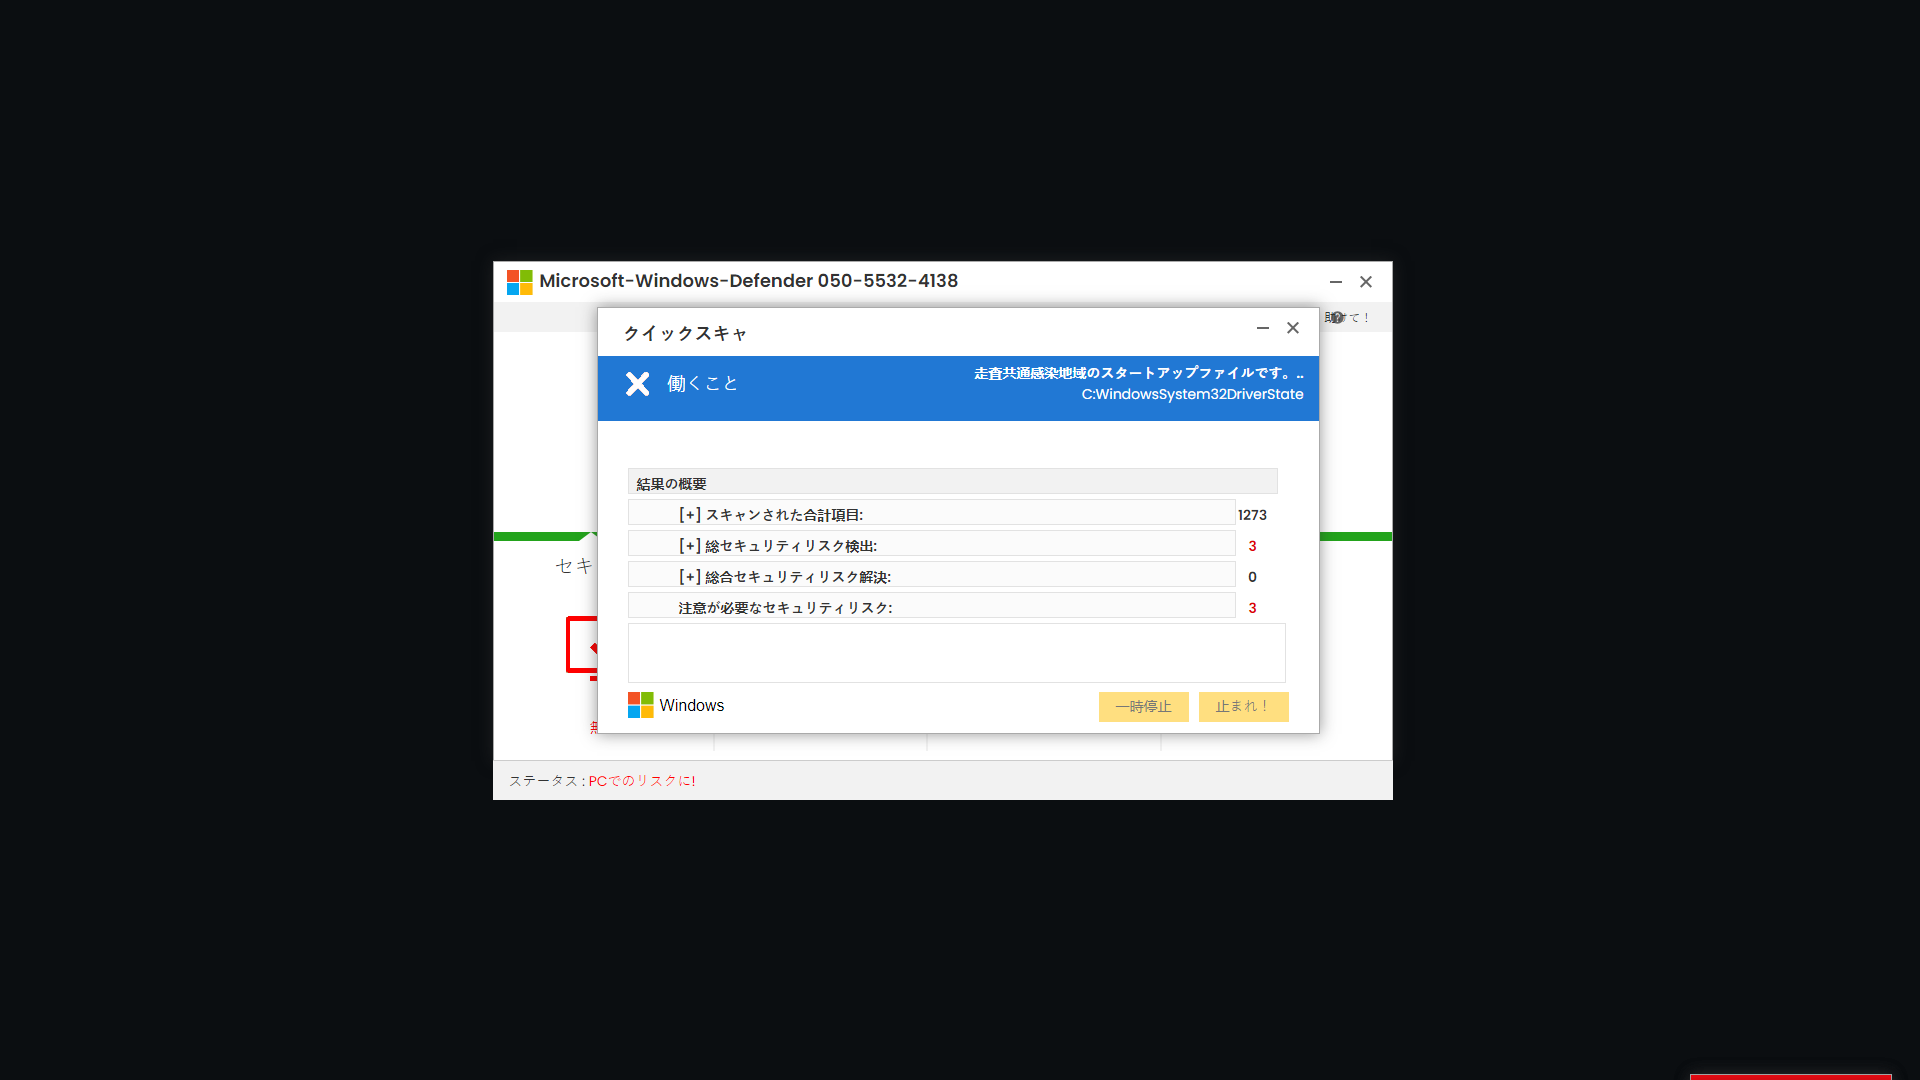 Microsoft-Windows-Defender 050-5532-4138
けて！
クイックスキャ
働くこと
走査共通感染地域のスタートアップファイルです。..
C:WindowsSystem32DriverState
結果の概要
[+] スキャンされた合計項目: 1273
[+] 総セキュリティリスク検出: 3
[+] 総合セキュリティリスク解決: 0
注意が必要なセキュリティリスク: 3
セキ
Windows
一時停止
止まれ！
ステータス : PCでのリスクに!